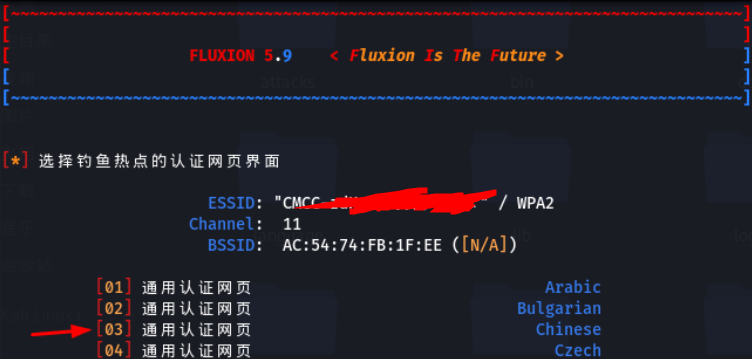 FLUXION 5.9 < Fluxion Is The Future >
[*] 选择钓鱼热点的认证网页界面
ESSID: "CMCC / WPA2
Channel: 11
BSSID: AC:54:74:FB:1F:EE ([N/A])
[01] 通用认证网页 Arabic
[02] 通用认证网页 Bulgarian
[03] 通用认证网页 Chinese
[04] 通用认证网页 Czech